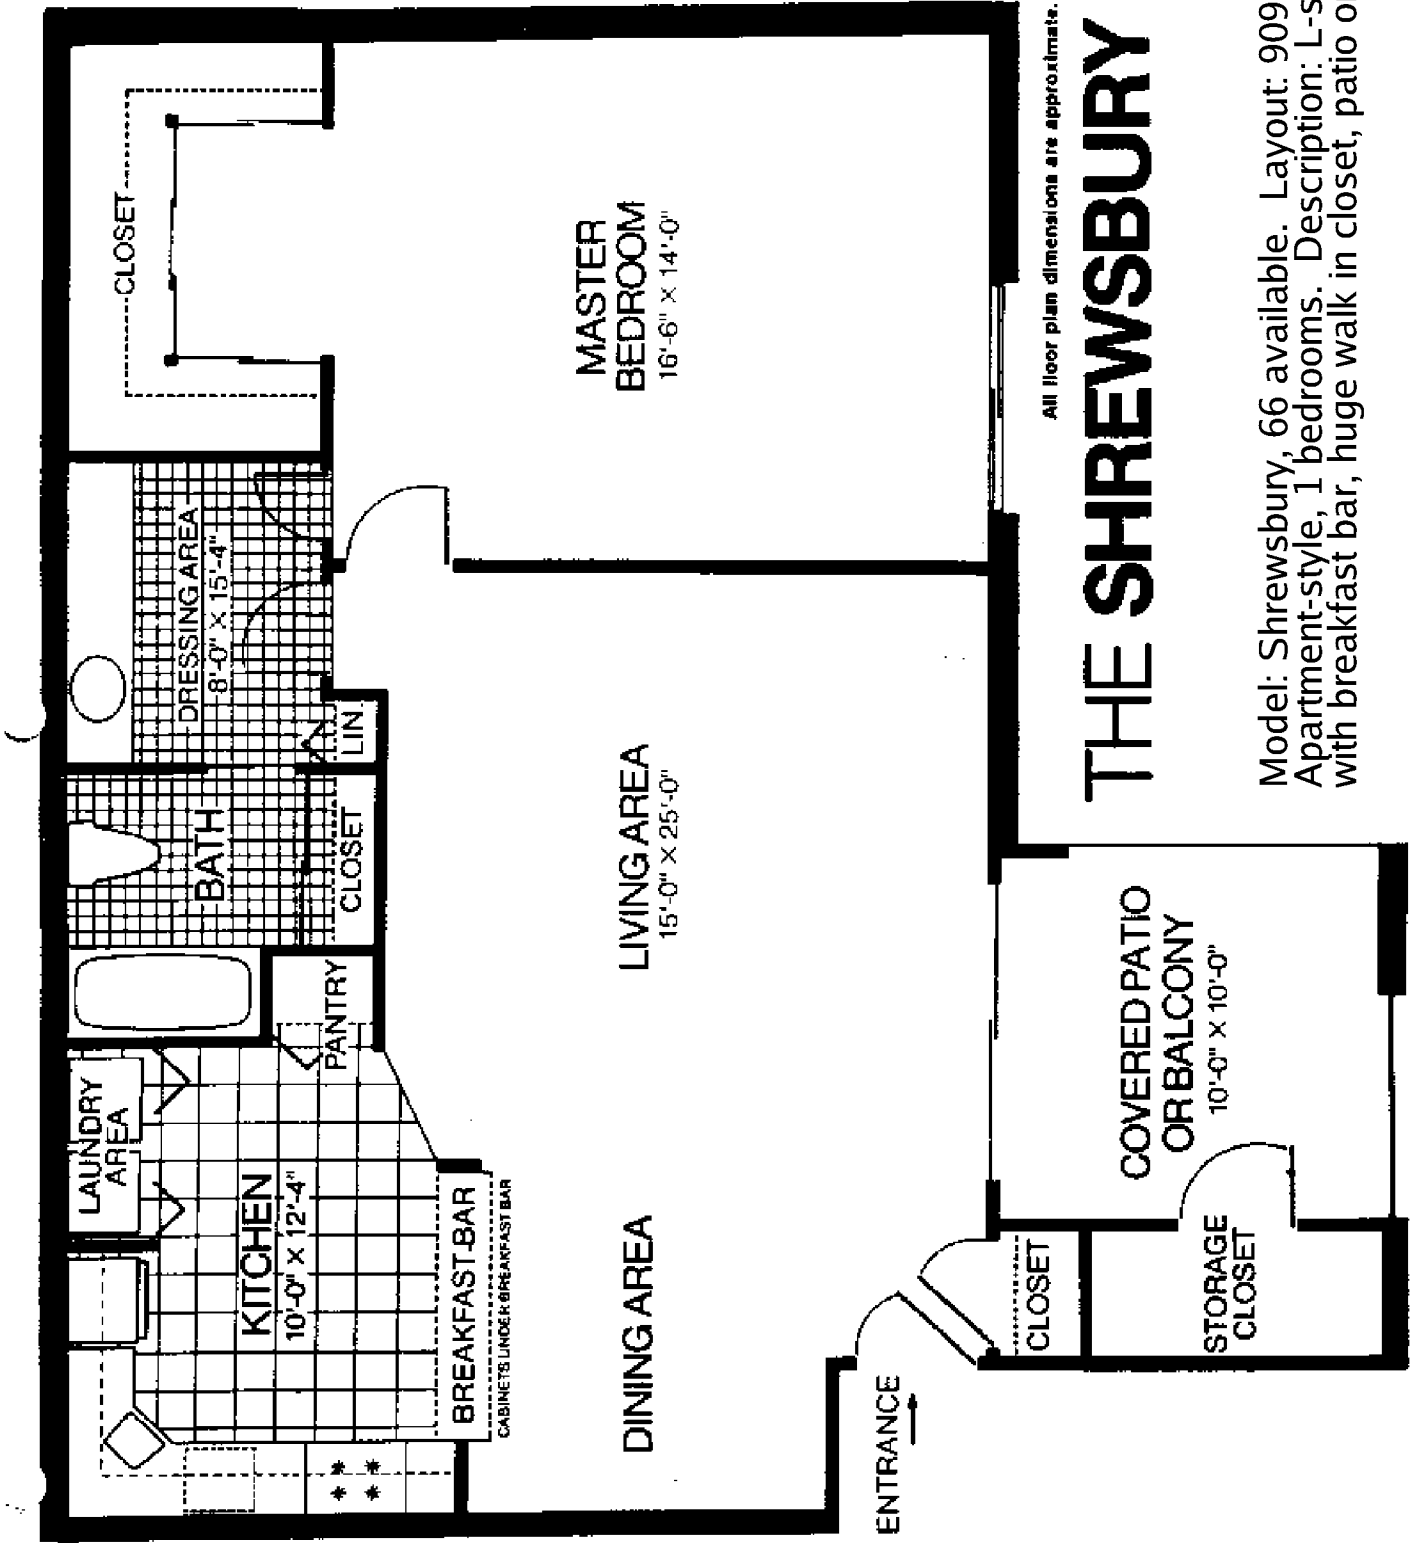 CLOSET
MASTER
BEDROOM
16'-6" X 14'-0"
DRESSING AREA
8'-0" X 15'-4"
LIN
BATH
CLOSET
PANTRY
LAUNDRY
AREA
KITCHEN
10'-0" X 12'-4"
BREAKFAST-BAR
CABINETS UNDER BREAKFAST BAR
LIVING AREA
15'-0" X 25'-0"
DINING AREA
ENTRANCE
CLOSET
STORAGE
CLOSET
COVERED PATIO
OR BALCONY
10'-0" X 10'-0"
All floor plan dimensions are approximate.
THE SHREWSBURY
Model: Shrewsbury, 66 available. Layout: 909
Apartment-style, 1 bedrooms. Description: L-s
with breakfast bar, huge walk in closet, patio o